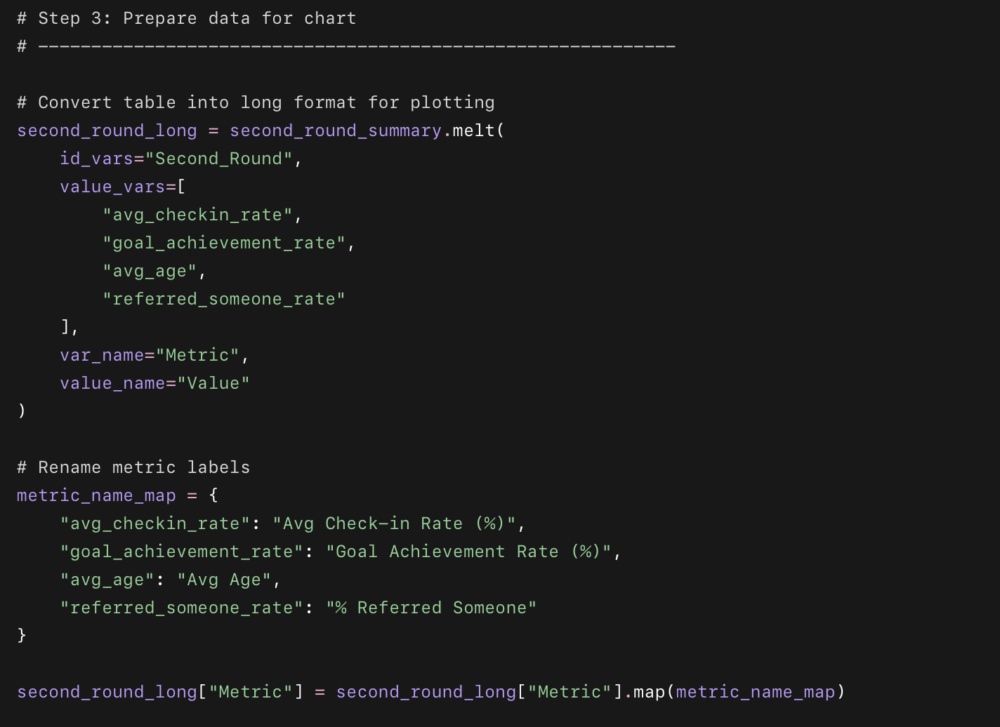 # Step 3: Prepare data for chart
# ------------------------------------------------------------
# Convert table into long format for plotting
second_round_long = second_round_summary.melt(
    id_vars="Second_Round",
    value_vars=[
        "avg_checkin_rate",
        "goal_achievement_rate",
        "avg_age",
        "referred_someone_rate"
    ],
    var_name="Metric",
    value_name="Value"
)
# Rename metric labels
metric_name_map = {
    "avg_checkin_rate": "Avg Check-in Rate (%)",
    "goal_achievement_rate": "Goal Achievement Rate (%)",
    "avg_age": "Avg Age",
    "referred_someone_rate": "% Referred Someone"
}
second_round_long["Metric"] = second_round_long["Metric"].map(metric_name_map)